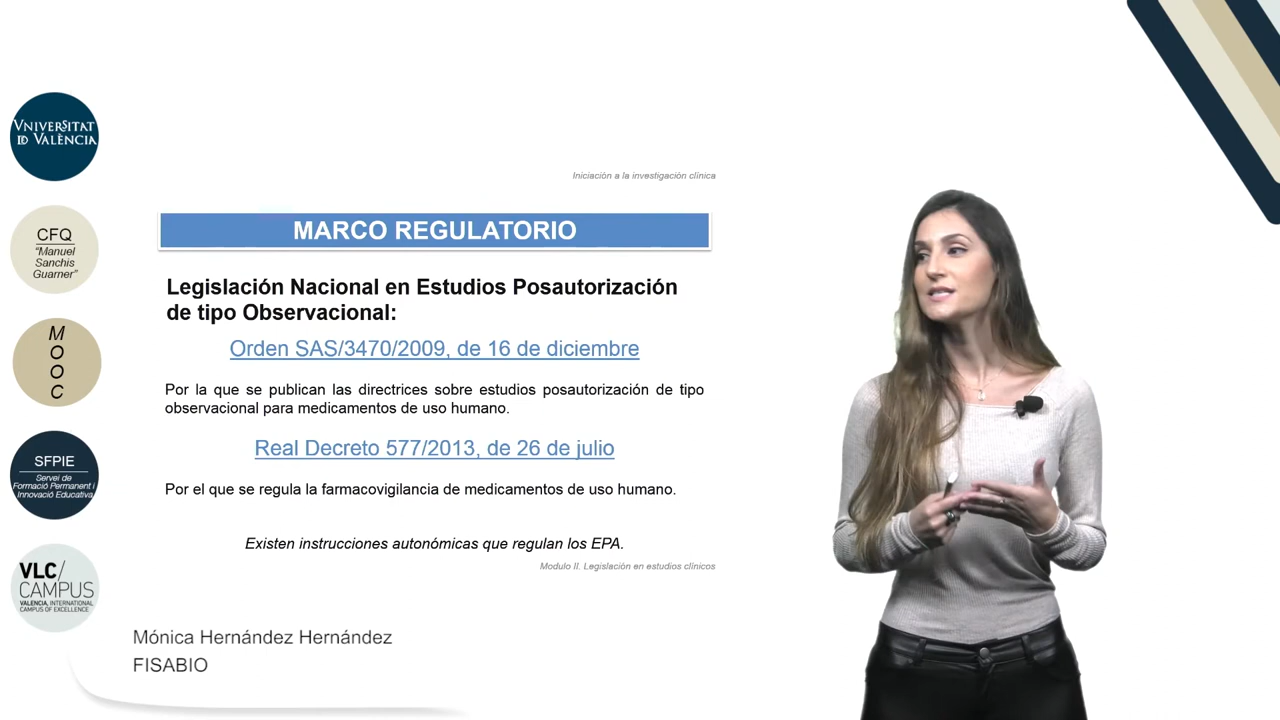 VNIVERSITAT
ID VALÈNCIA
CFQ
“Manuel
Sanchis
Guarner”
M
O
O
C
SFPIE
Servei de
Formació Permanent i
Innovació Educativa
VLC/
CAMPUS
VALENCIA, INTERNATIONAL
CAMPUS OF EXCELLENCE
Iniciación a la investigación clínica
MARCO REGULATORIO
Legislación Nacional en Estudios Posautorización
de tipo Observacional:
Orden SAS/3470/2009, de 16 de diciembre
Por la que se publican las directrices sobre estudios posautorización de tipo
observacional para medicamentos de uso humano.
Real Decreto 577/2013, de 26 de julio
Por el que se regula la farmacovigilancia de medicamentos de uso humano.
Existen instrucciones autonómicas que regulan los EPA.
Modulo II. Legislación en estudios clínicos
Mónica Hernández Hernández
FISABIO